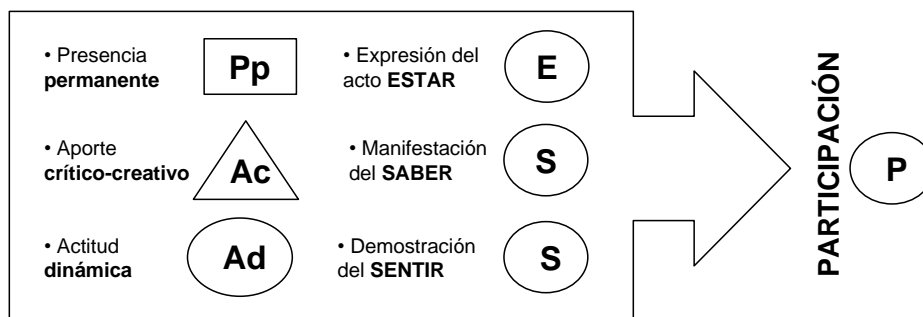 • Presencia
permanente
Pp
• Expresión del
acto ESTAR
E
• Aporte
crítico-creativo
Ac
• Manifestación
del SABER
S
• Actitud
dinámica
Ad
• Demostración
del SENTIR
S
PARTICIPACIÓN
P